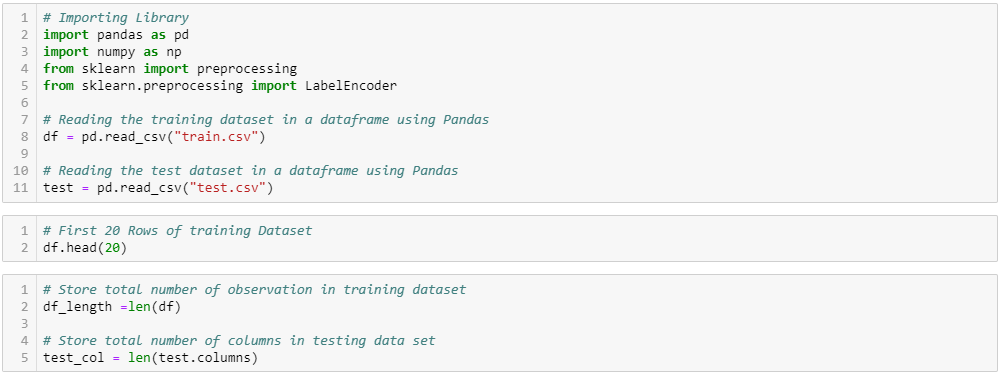 1 # Importing Library
2 import pandas as pd
3 import numpy as np
4 from sklearn import preprocessing
5 from sklearn.preprocessing import LabelEncoder
6
7 # Reading the training dataset in a dataframe using Pandas
8 df = pd.read_csv("train.csv")
9
10 # Reading the test dataset in a dataframe using Pandas
11 test = pd.read_csv("test.csv")
1 # First 20 Rows of training Dataset
2 df.head(20)
1 # Store total number of observation in training dataset
2 df_length =len(df)
3
4 # Store total number of columns in testing data set
5 test_col = len(test.columns)